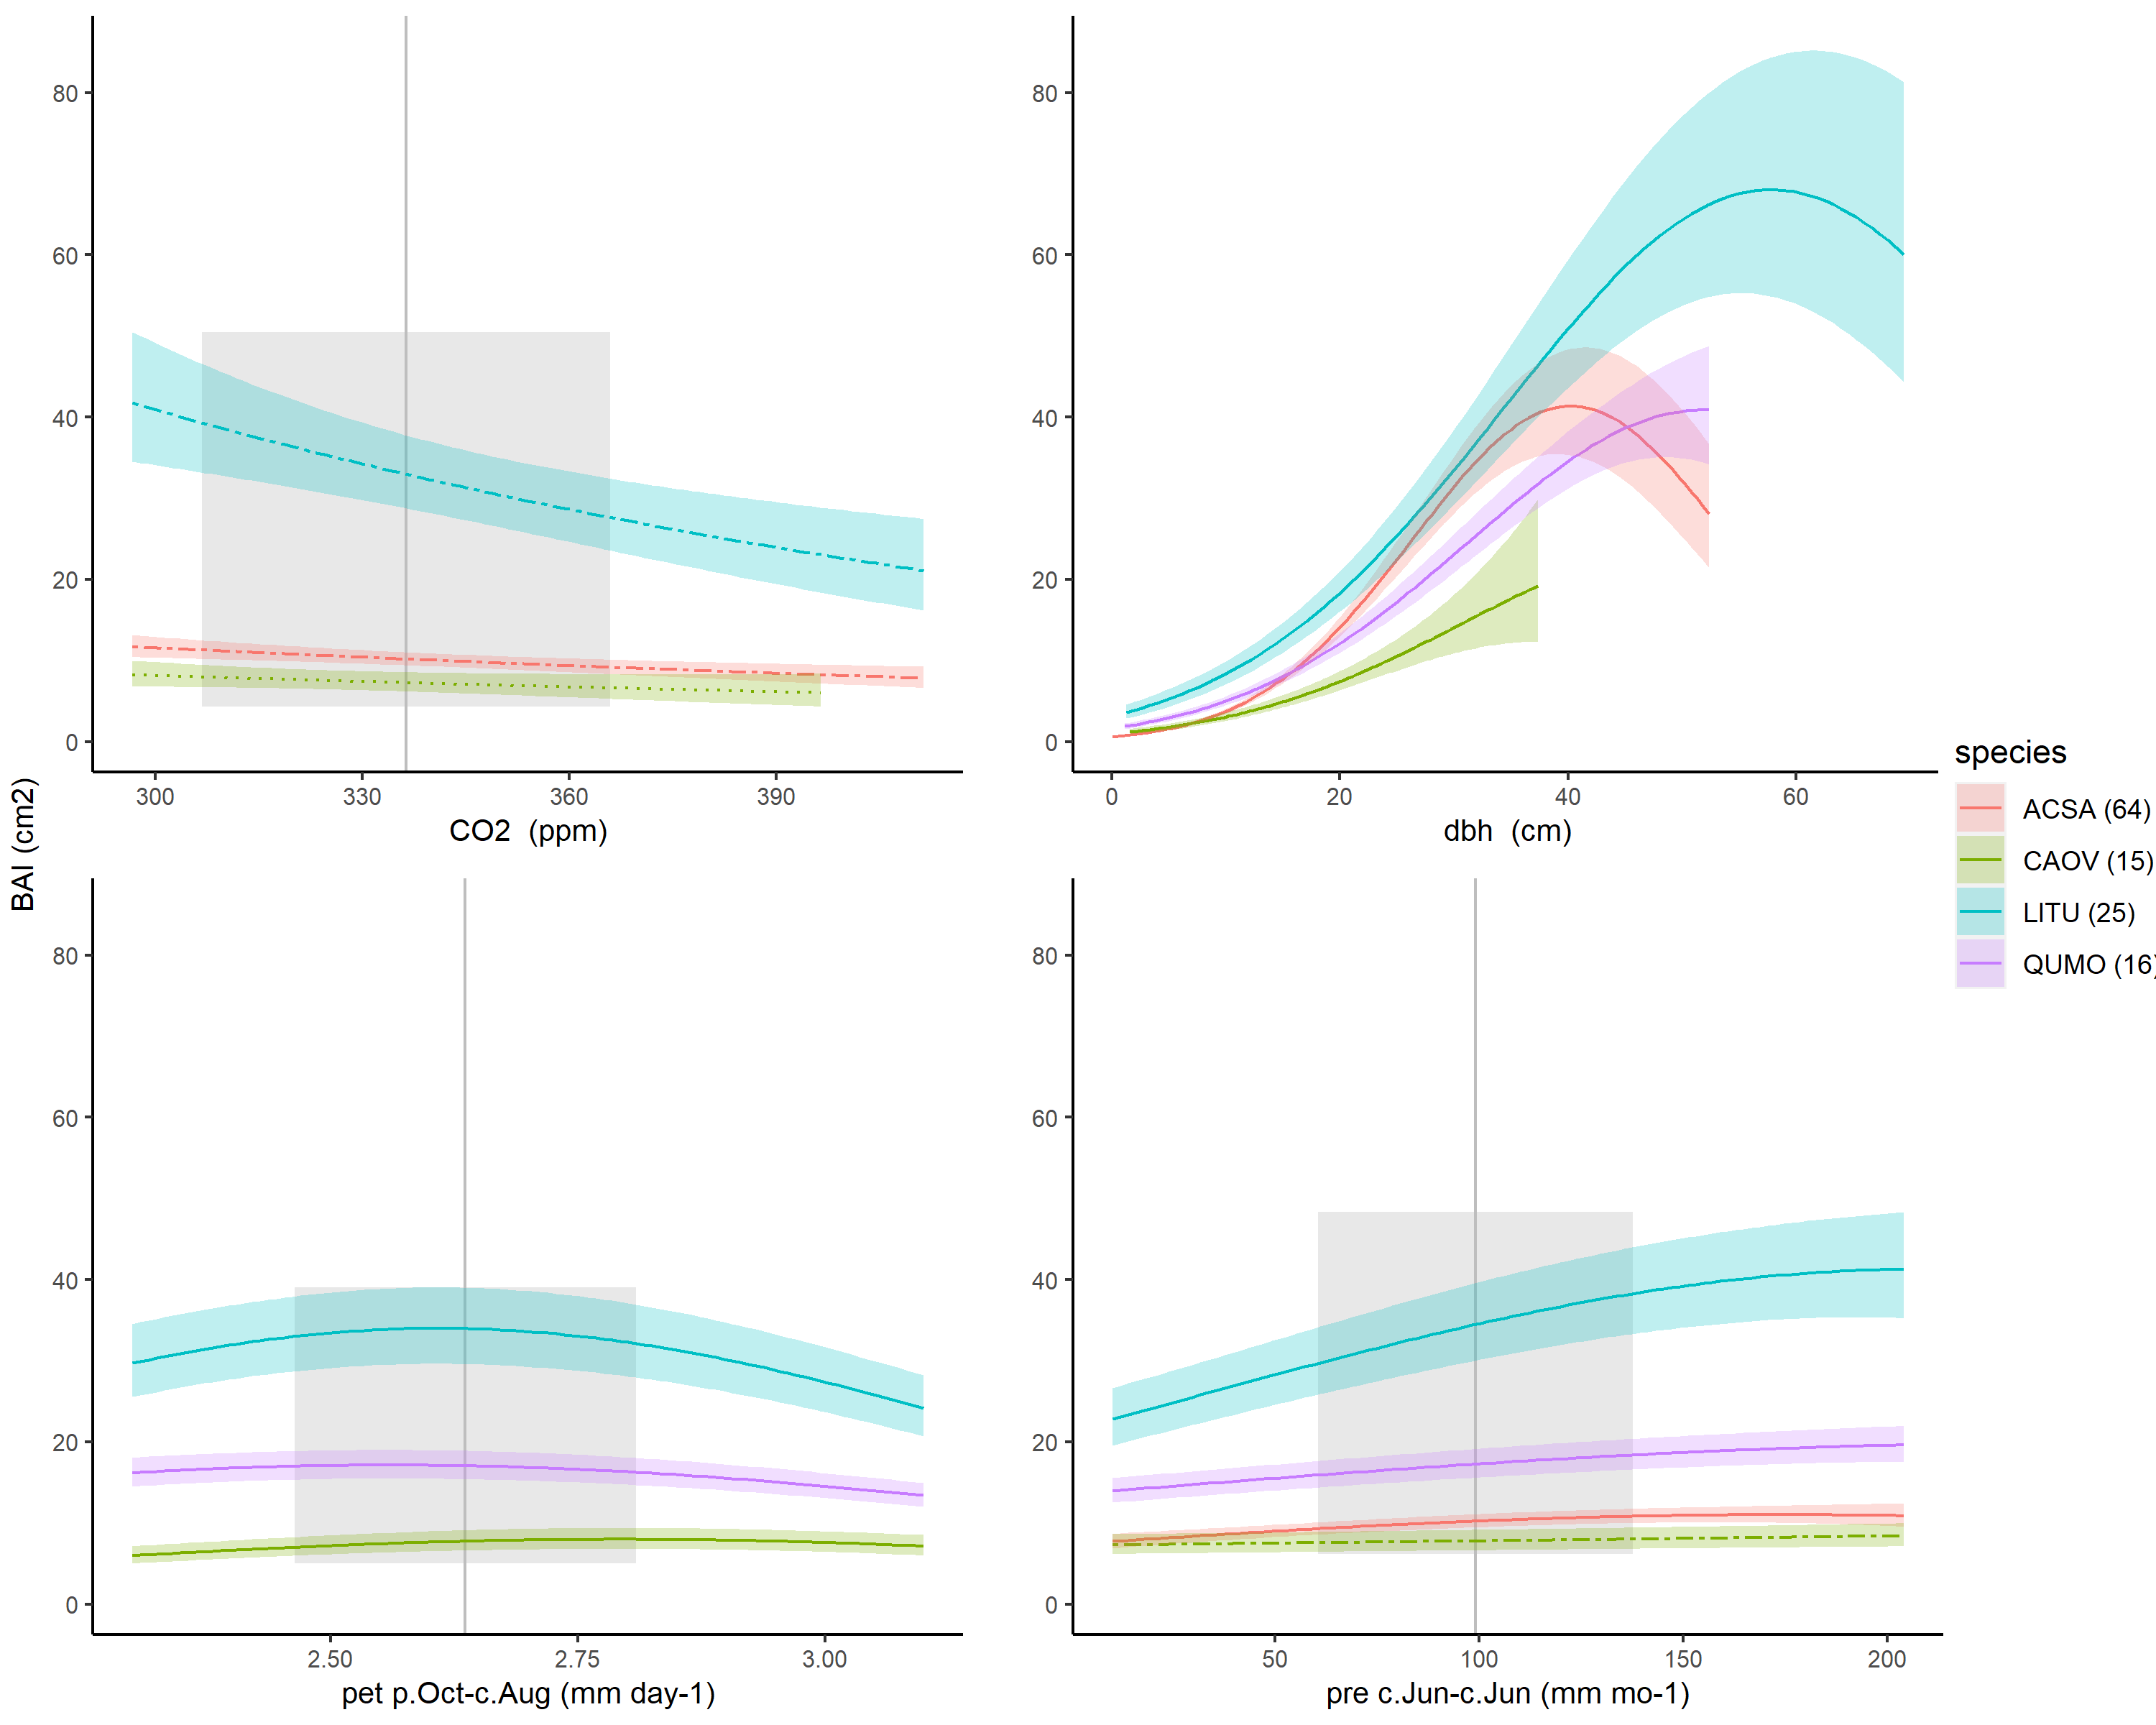 80
60
40
20
0
300 330 360 390
CO2 (ppm)
80
60
40
20
0
0 20 40 60
dbh (cm)
BAI (cm2)
80
60
40
20
0
2.50 2.75 3.00
pet p.Oct-c.Aug (mm day-1)
80
60
40
20
0
50 100 150 200
pre c.Jun-c.Jun (mm mo-1)
species
ACSA (64)
CAOV (15)
LITU (25)
QUMO (16)